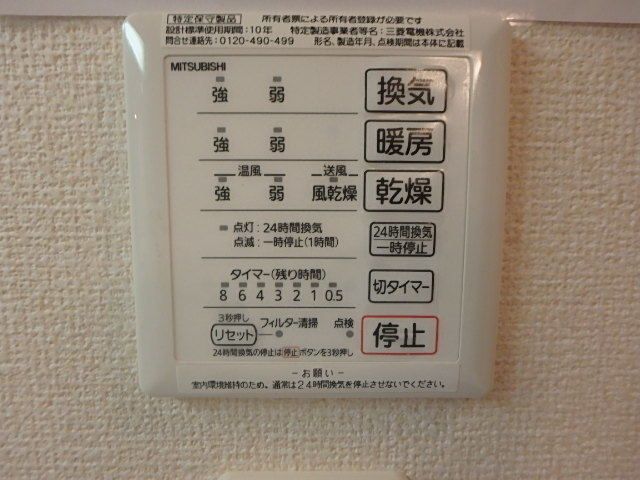 特定保守製品 所有者票による所有者登録が必要です
設計標準使用期間:10年 特定製造事業者等名:三菱電機株式会社
問合せ連絡先:0120-490-499 形名、製造年月、点検期間は本体に記載
MITSUBISHI
強 弱 換気
強 弱 暖房
温風 送風
強 弱 風乾燥 乾燥
点灯:24時間換気
点滅:一時停止(1時間)
24時間換気
一時停止
タイマー(残り時間)
8 6 4 3 2 1 0.5
切タイマー
3秒押し
リセット フィルター清掃 点検
停止
24時間換気の停止は停止ボタンを3秒押し
-お願い-
室内環境維持のため、通常は24時間換気を停止させないでください。